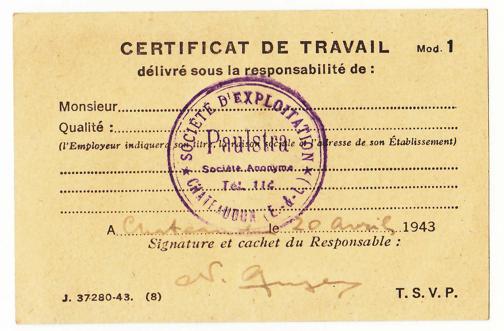 CERTIFICAT DE TRAVAIL Mod. 1
délivré sous la responsabilité de :
Monsieur
Qualité :
(l'Employeur indiquera son titre, la raison sociale et l'adresse de son Établissement)
SOCIÉTÉ D'EXPLOITATION
Paulstra
Société Anonyme
Tél. 114
CHATEAUDUN (E.-&-L.)
A Chateaudun le 20 Avril 1943
Signature et cachet du Responsable :
J. 37280-43. (8) T. S. V. P.